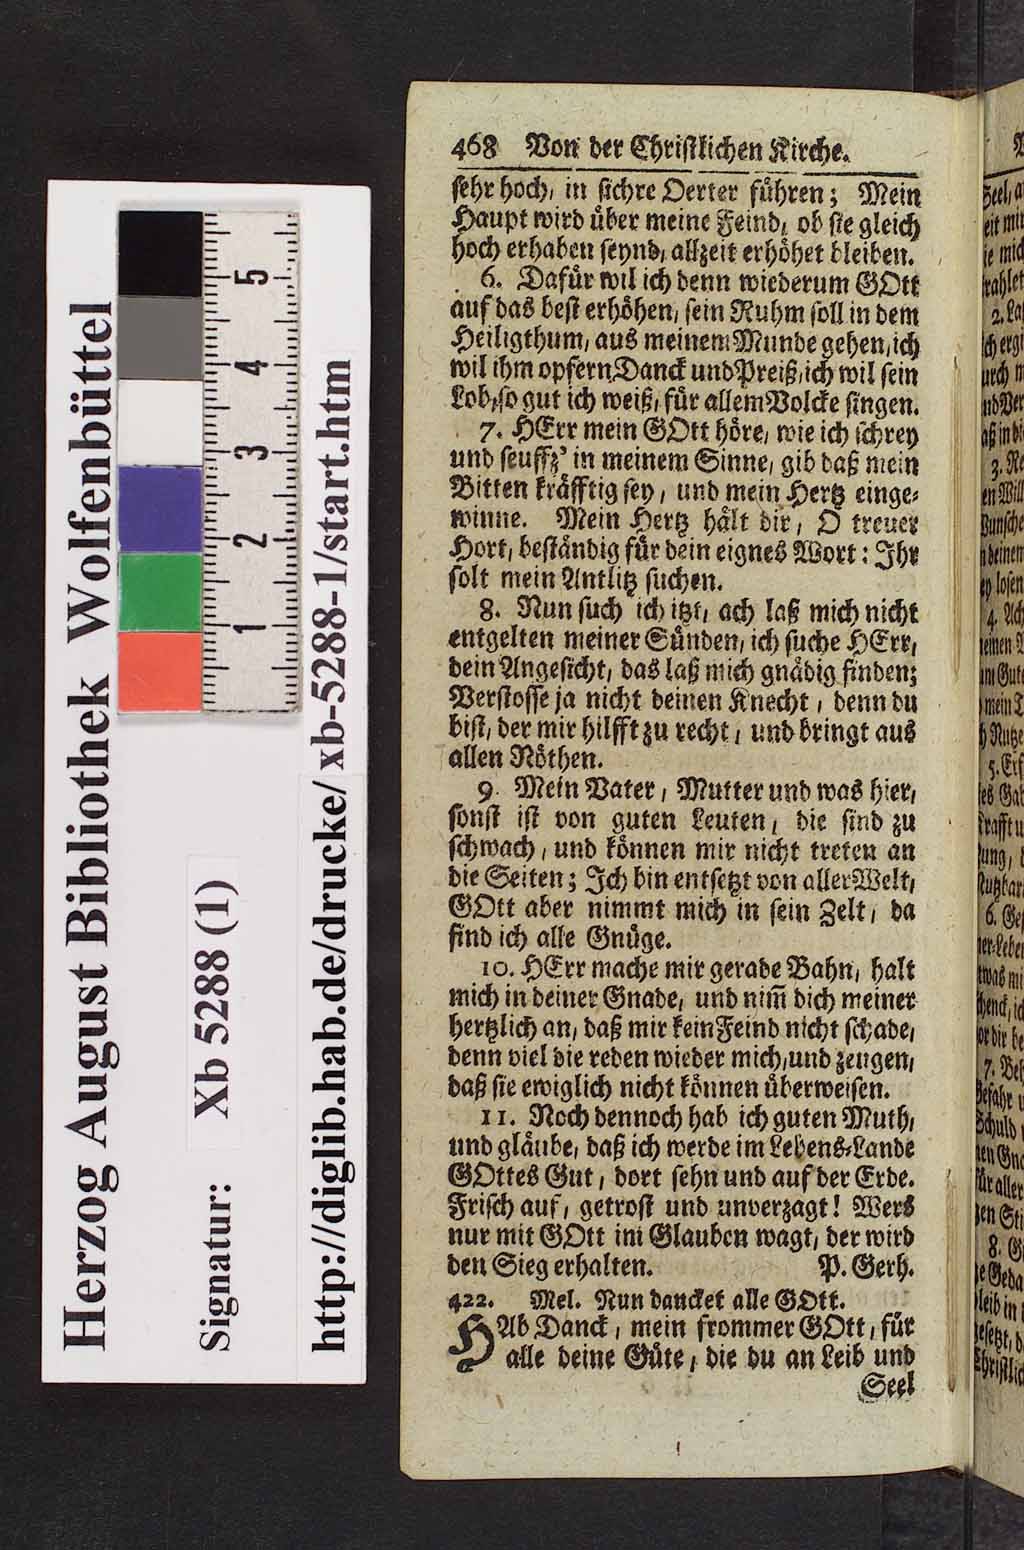 Herzog August Bibliothek Wolfenbüttel
Signatur: Xb 5288 (1)
http://diglib.hab.de/drucke/ xb-5288-1/start.htm
5
4
3
2
1
468 Von der Christlichen Kirche.
sehr hoch, in sichre Oerter führen; Mein
Haupt wird über meine Feind, ob sie gleich
hoch erhaben seynd, allzeit erhöhet bleiben.
6. Dafür wil ich denn wiederum GOtt
auf das best erhöhen, sein Ruhm soll in dem
Heiligthum, aus meinem Munde gehen, ich
wil ihm opfern Danck und Preiß, ich wil sein
Lob, so gut ich weiß, für allem Volcke singen.
7. HErr mein GOtt höre, wie ich schrey
und seuffz' in meinem Sinne, gib daß mein
Bitten kräfftig sey, und mein Hertz einge-
winne. Mein Hertz hält dir, O treuer
Hort, beständig für dein eignes Wort: Ihr
solt mein Antlitz suchen.
8. Nun such ich itzt, ach laß mich nicht
entgelten meiner Sünden, ich suche HErr,
dein Angesicht, das laß mich gnädig finden;
Verstosse ja nicht deinen Knecht, denn du
bist, der mir hilfft zu recht, und bringt aus
allen Nöthen.
9. Mein Vater, Mutter und was hier,
sonst ist von guten Leuten, die sind zu
schwach, und können mir nicht treten an
die Seiten; Ich bin entsetzt von aller Welt,
GOtt aber nimmt mich in sein Zelt, da
find ich alle Gnüge.
10. HErr mache mir gerade Bahn, halt
mich in deiner Gnade, und nim̃ dich meiner
hertzlich an, daß mir kein Feind nicht schade,
denn viel die reden wieder mich, und zeugen,
daß sie ewiglich nicht können überweisen.
11. Noch dennoch hab ich guten Muth,
und gläube, daß ich werde im Lebens-Lande
GOttes Gut, dort sehn und auf der Erde.
Frisch auf, getrost und unverzagt! Wers
nur mit GOtt im Glauben wagt, der wird
den Sieg erhalten. P. Gerh.
422. Mel. Nun dancket alle GOtt.
HAb Danck, mein frommer GOtt, für
alle deine Güte, die du an Leib und
Seel